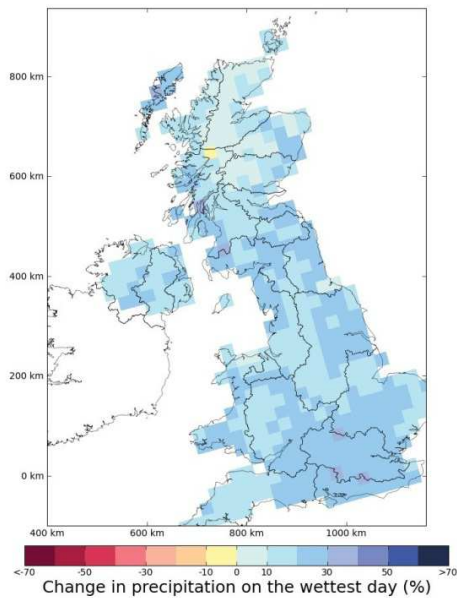 800 km
600 km
400 km
200 km
0 km
400 km 600 km 800 km 1000 km
<-70 -50 -30 -10 0 10 30 50 >70
Change in precipitation on the wettest day (%)